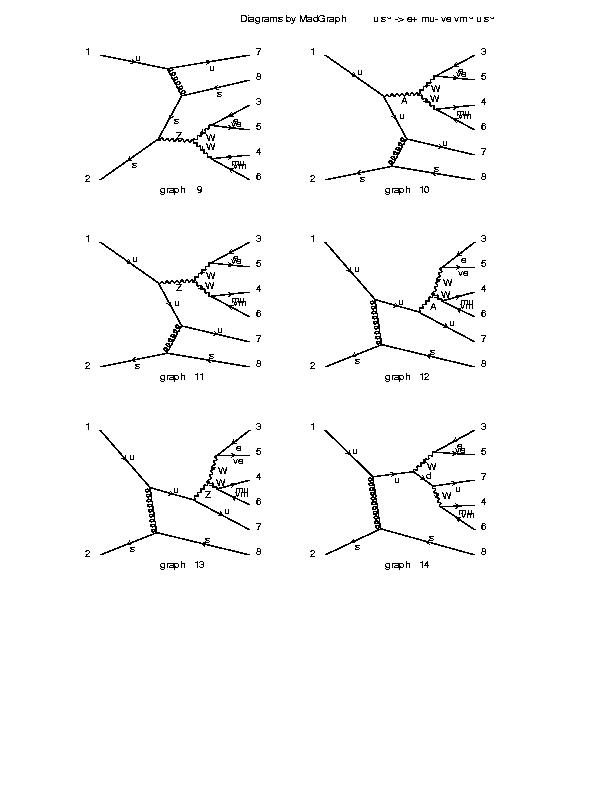 Diagrams by MadGraph u s~ -> e+ mu- ve vm~ u s~
1 u 7
u
8
s
3
s
e
ve
W
5
Z
W
4
mu
vm
2 s 6
graph 9
1 u 3
e
ve
W
5
A
W
4
mu
vm
u
6
u
7
2 s s 8
graph 10
1 u 3
e
ve
W
5
Z
W
4
mu
vm
u
6
u
7
2 s s 8
graph 11
1 u 3
e
ve
5
W
W
4
mu
vm
u
A
6
u
7
2 s s 8
graph 12
1 u 3
e
ve
5
W
W
4
mu
vm
u
Z
6
u
7
2 s s 8
graph 13
1 u 3
e
ve
W
5
u
d
u
7
W
4
mu
vm
6
2 s s 8
graph 14